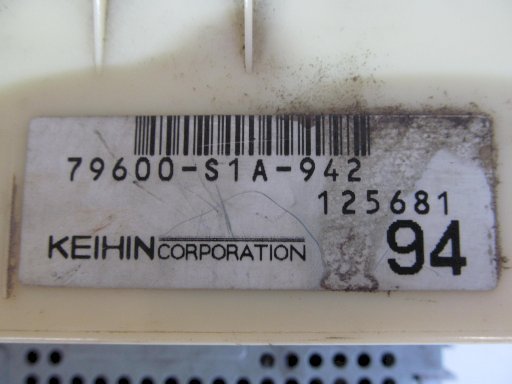 79600-S1A-942
125681
KEIHIN CORPORATION 94